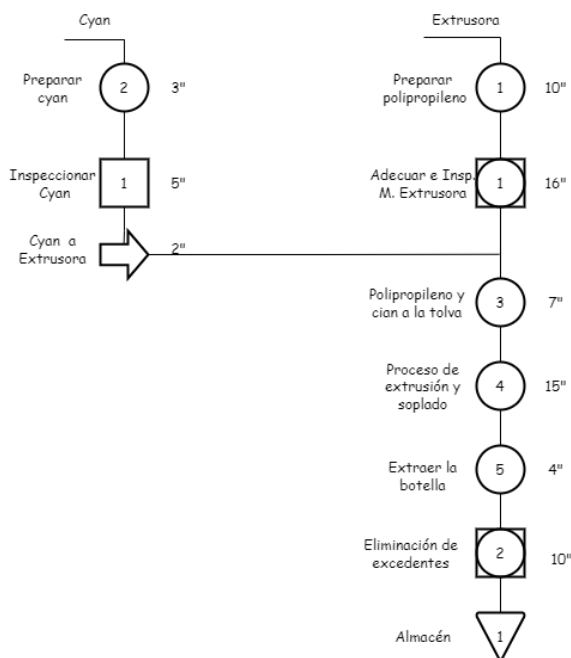 Cyan
Extrusora
Preparar
cyan
2
3"
Preparar
polipropileno
1
10"
Inspeccionar
Cyan
1
5"
Adecuar e Insp.
M. Extrusora
1
16"
Cyan a
Extrusora
2"
Polipropileno y
cian a la tolva
3
7"
Proceso de
extrusión y
soplado
4
15"
Extraer la
botella
5
4"
Eliminación de
excedentes
2
10"
Almacén
1